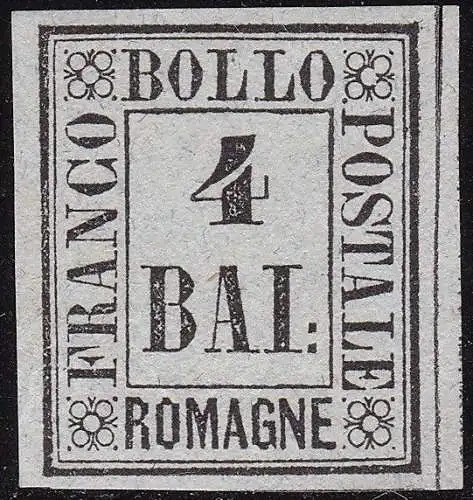 FRANCO
BOLLO
POSTALE
4
BAI:
ROMAGNE